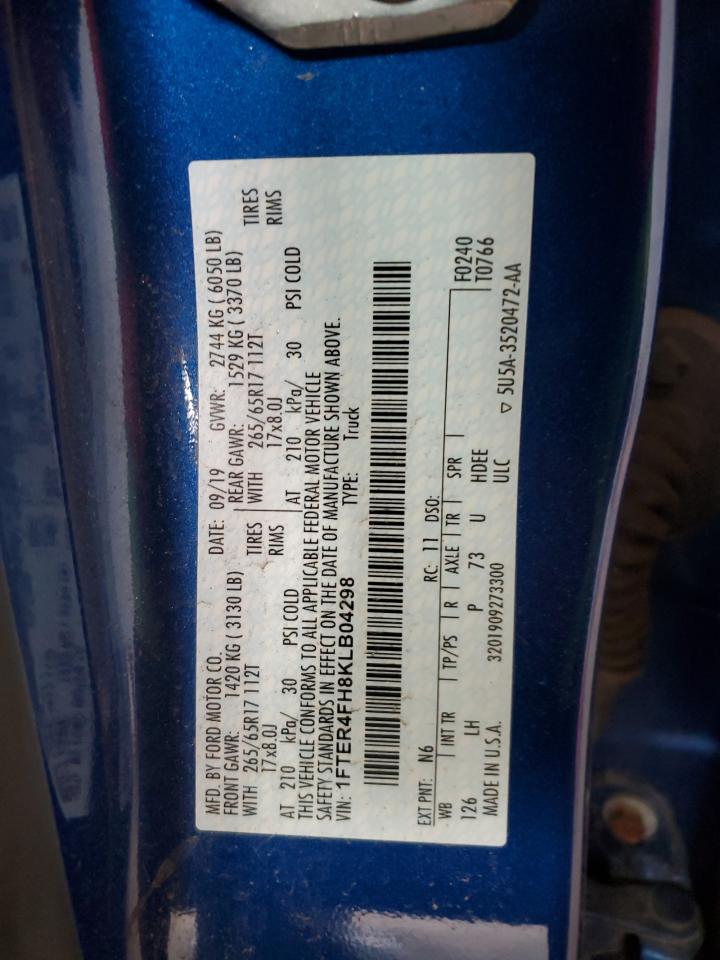 MFD. BY FORD MOTOR CO. DATE: 09/19 GVWR: 2744 KG ( 6050 LB)
FRONT GAWR: 1420 KG ( 3130 LB) REAR GAWR: 1529 KG ( 3370 LB)
WITH 265/65R17 112T TIRES WITH 265/65R17 112T TIRES
17x8.0J RIMS 17x8.0J RIMS
AT 210 kPa/ 30 PSI COLD AT 210 kPa/ 30 PSI COLD
THIS VEHICLE CONFORMS TO ALL APPLICABLE FEDERAL MOTOR VEHICLE
SAFETY STANDARDS IN EFFECT ON THE DATE OF MANUFACTURE SHOWN ABOVE.
VIN: 1FTER4FH8KLB04298 TYPE: Truck
EXT PNT: N6 RC: 11 DSO:
WB INT TR TP/PS R AXLE TR SPR F0240
126 LH P 73 U HDEE T0766
MADE IN U.S.A. 3201909273300 ULC
▽ 5U5A-3520472-AA